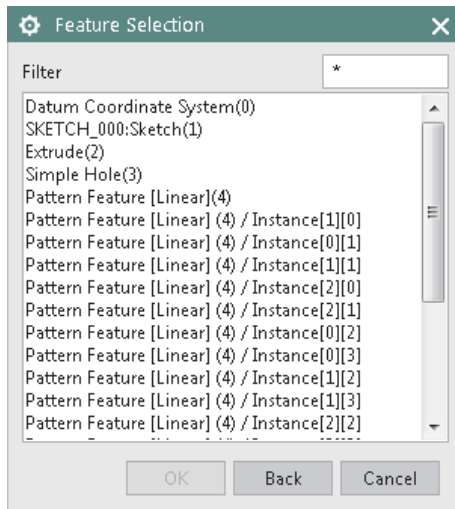 Feature Selection
Filter
*
Datum Coordinate System(0)
SKETCH_000:Sketch(1)
Extrude(2)
Simple Hole(3)
Pattern Feature [Linear](4)
Pattern Feature [Linear] (4) / Instance[1][0]
Pattern Feature [Linear] (4) / Instance[0][1]
Pattern Feature [Linear] (4) / Instance[1][1]
Pattern Feature [Linear] (4) / Instance[2][0]
Pattern Feature [Linear] (4) / Instance[2][1]
Pattern Feature [Linear] (4) / Instance[0][2]
Pattern Feature [Linear] (4) / Instance[0][3]
Pattern Feature [Linear] (4) / Instance[1][2]
Pattern Feature [Linear] (4) / Instance[1][3]
Pattern Feature [Linear] (4) / Instance[2][2]
OK Back Cancel